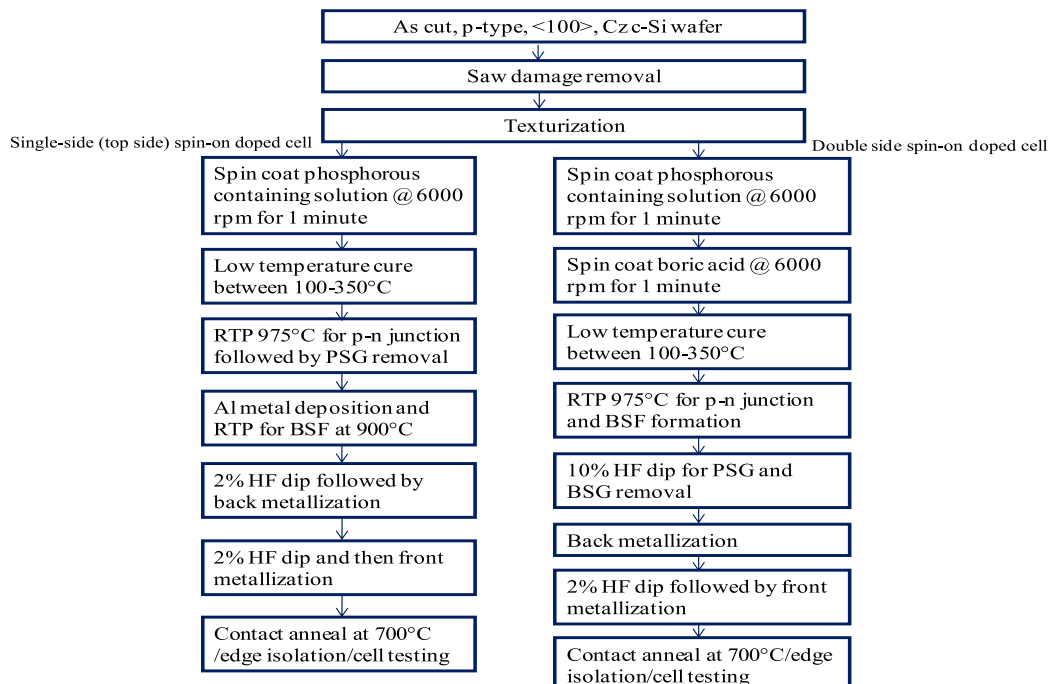 As cut, p-type, <100>, Cz c-Si wafer
Saw damage removal
Texturization
Single-side (top side) spin-on doped cell
Spin coat phosphorous
containing solution @ 6000
rpm for 1 minute
Low temperature cure
between 100-350°C
RTP 975°C for p-n junction
followed by PSG removal
Al metal deposition and
RTP for BSF at 900°C
2% HF dip followed by
back metallization
2% HF dip and then front
metallization
Contact anneal at 700°C
/edge isolation/cell testing
Double side spin-on doped cell
Spin coat phosphorous
containing solution @ 6000
rpm for 1 minute
Spin coat boric acid @ 6000
rpm for 1 minute
Low temperature cure
between 100-350°C
RTP 975°C for p-n junction
and BSF formation
10% HF dip for PSG and
BSG removal
Back metallization
2% HF dip followed by front
metallization
Contact anneal at 700°C/edge
isolation/cell testing